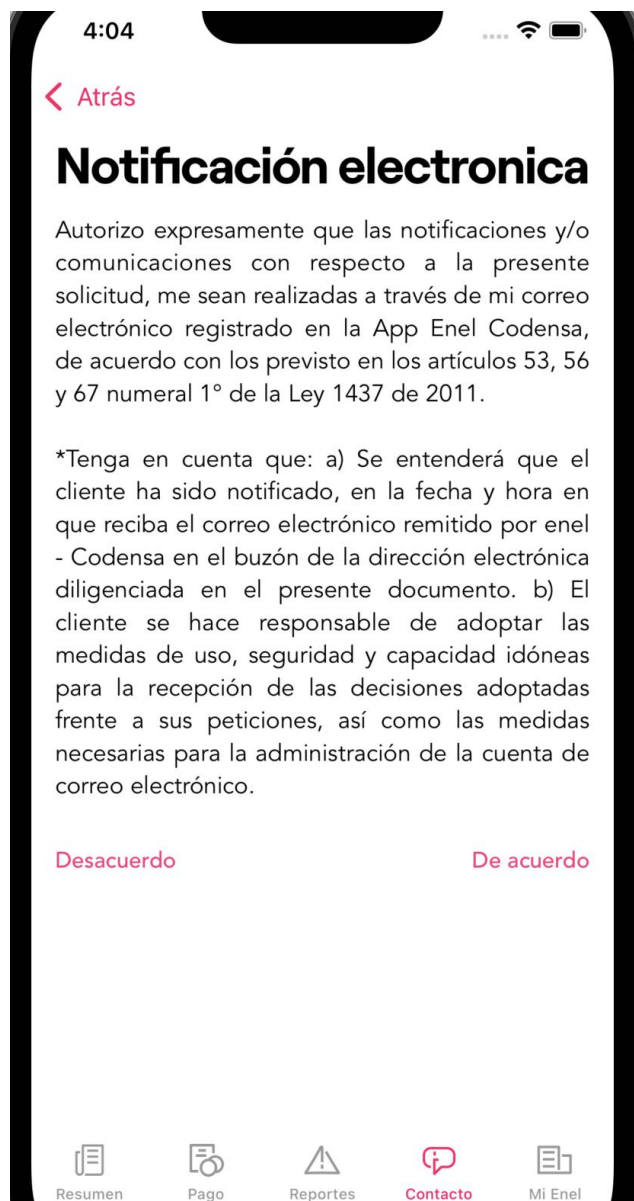 4:04
Atrás
Notificación electronica
Autorizo expresamente que las notificaciones y/o
comunicaciones con respecto a la presente
solicitud, me sean realizadas a través de mi correo
electrónico registrado en la App Enel Codensa,
de acuerdo con los previsto en los artículos 53, 56
y 67 numeral 1° de la Ley 1437 de 2011.
*Tenga en cuenta que: a) Se entenderá que el
cliente ha sido notificado, en la fecha y hora en
que reciba el correo electrónico remitido por enel
- Codensa en el buzón de la dirección electrónica
diligenciada en el presente documento. b) El
cliente se hace responsable de adoptar las
medidas de uso, seguridad y capacidad idóneas
para la recepción de las decisiones adoptadas
frente a sus peticiones, así como las medidas
necesarias para la administración de la cuenta de
correo electrónico.
Desacuerdo De acuerdo
Resumen Pago Reportes Contacto Mi Enel